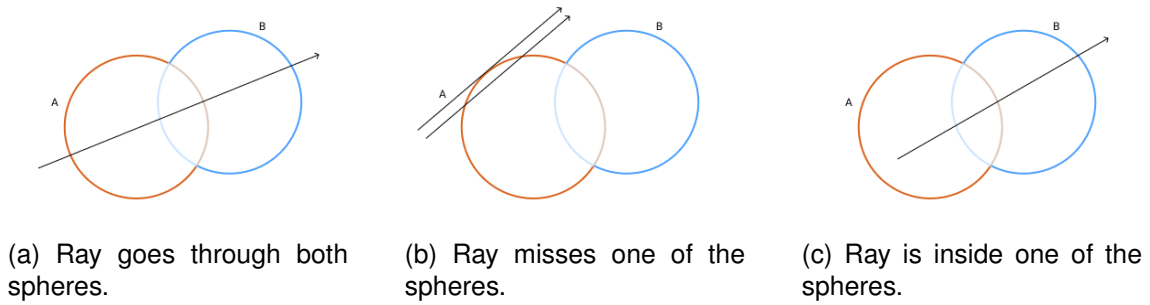 B
A
B
A
B
A
(a) Ray goes through both
spheres.
(b) Ray misses one of the
spheres.
(c) Ray is inside one of the
spheres.